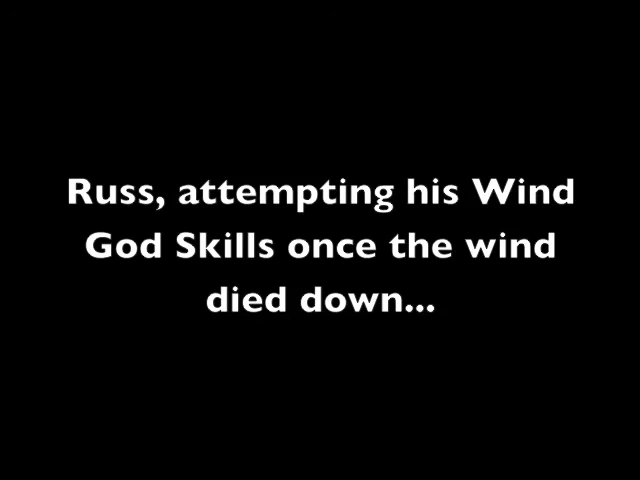 Russ, attempting his Wind
God Skills once the wind
died down...